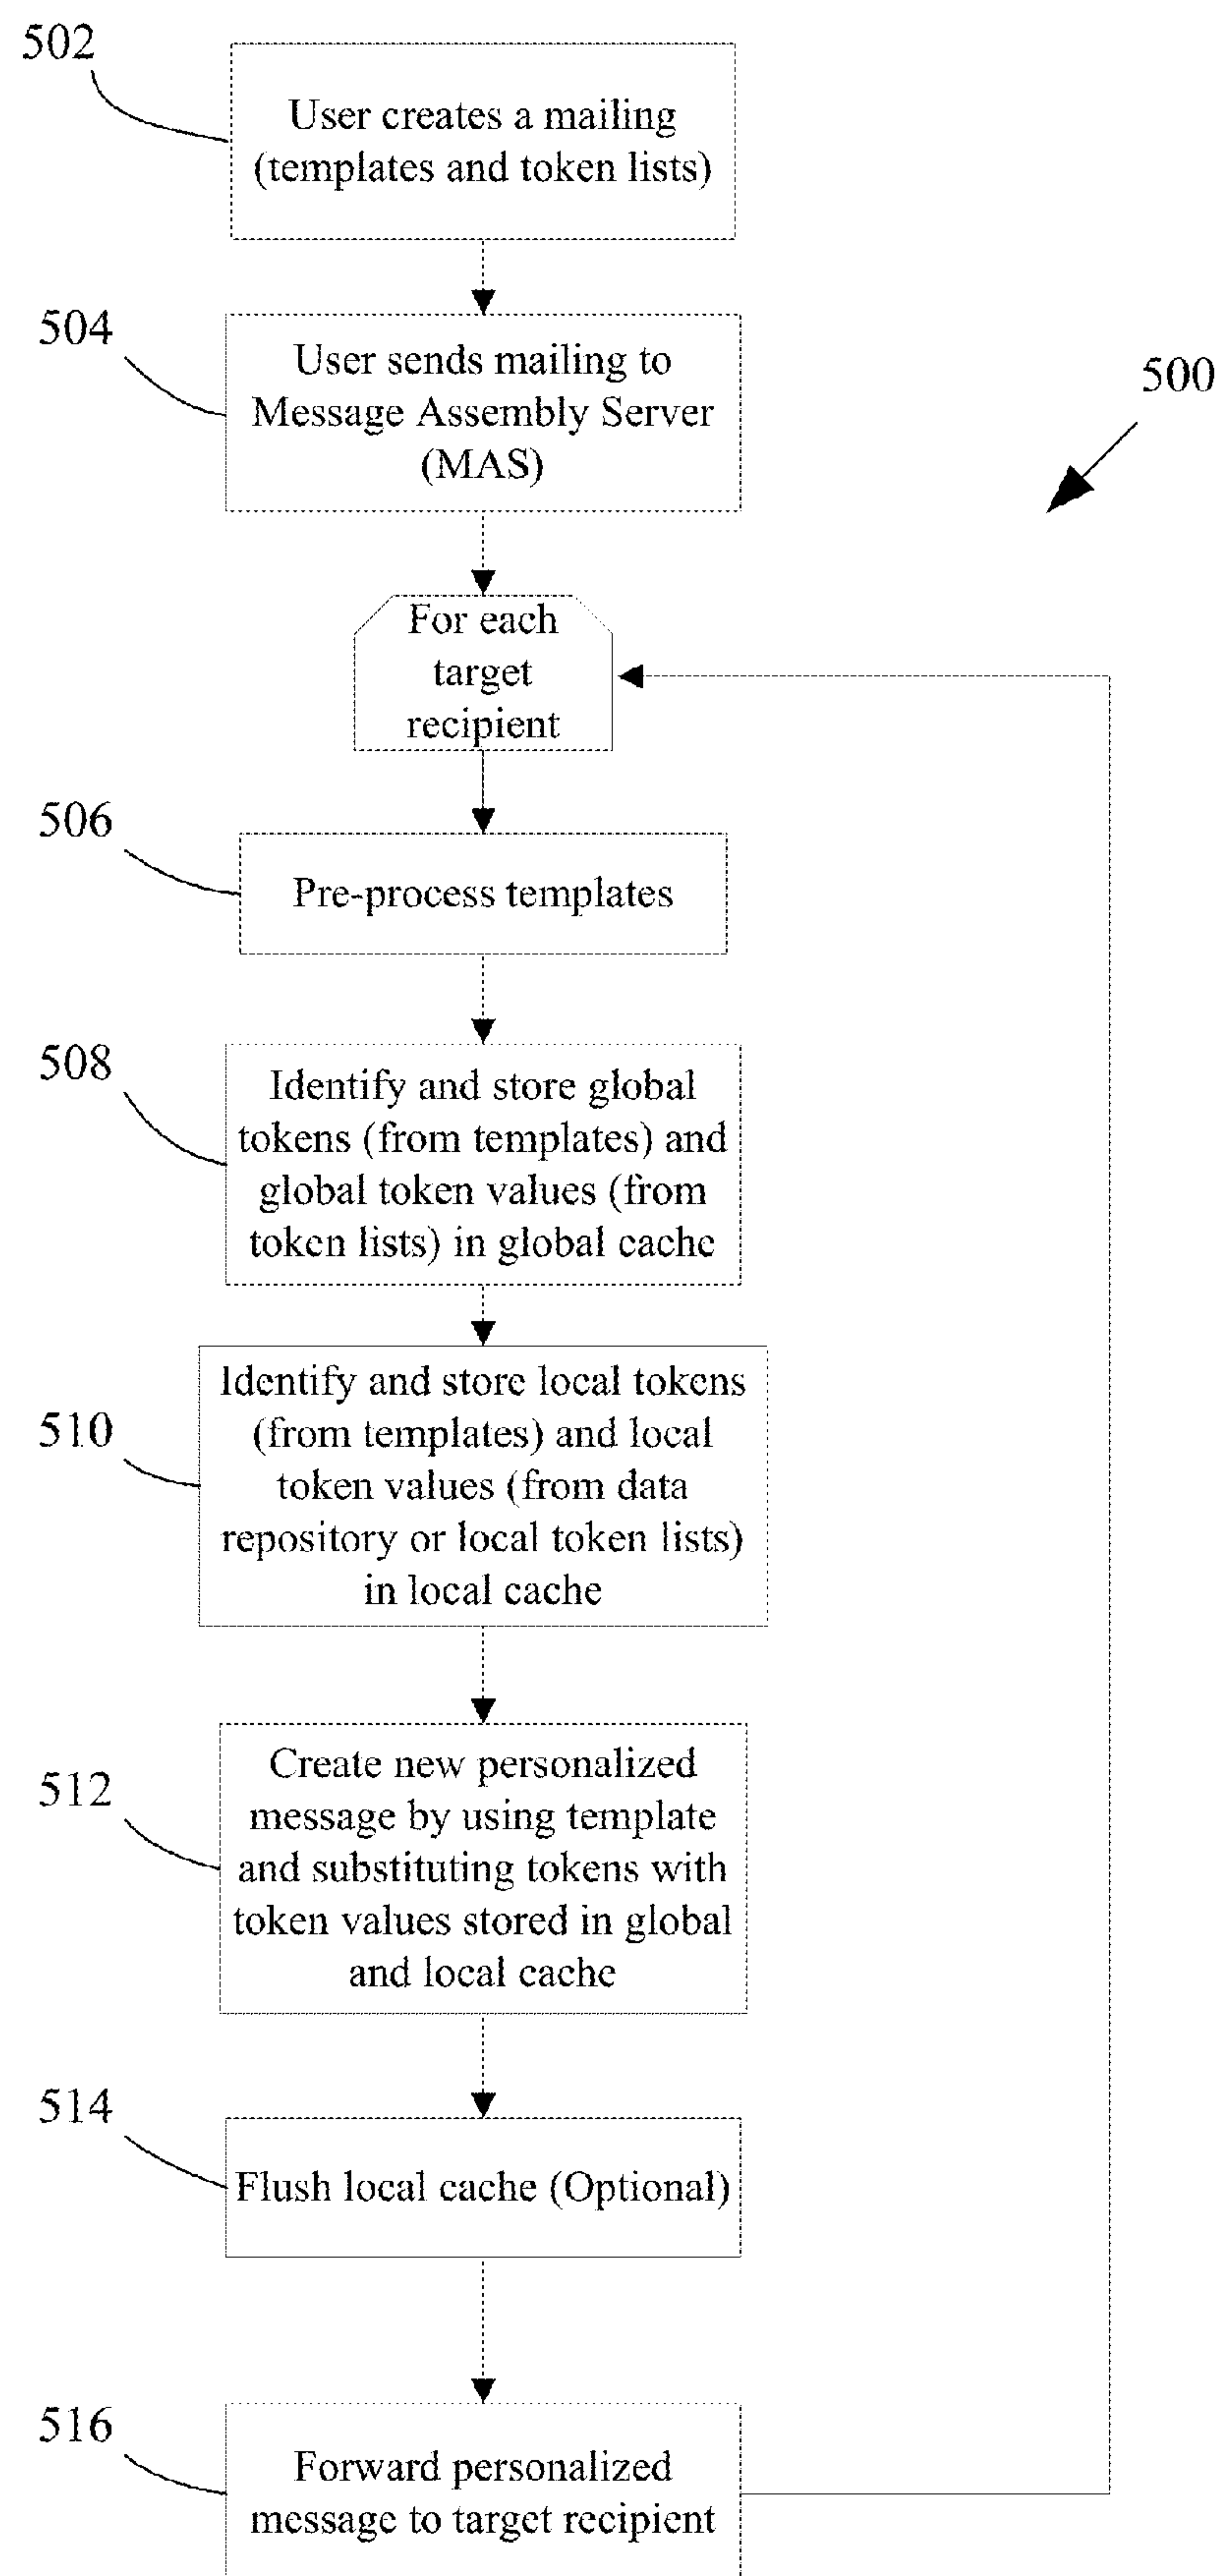 502
User creates a mailing
(templates and token lists)
504
User sends mailing to
Message Assembly Server
(MAS)
500
For each
target
recipient
506
Pre-process templates
508
Identify and store global
tokens (from templates) and
global token values (from
token lists) in global cache
510
Identify and store local tokens
(from templates) and local
token values (from data
repository or local token lists)
in local cache
512
Create new personalized
message by using template
and substituting tokens with
token values stored in global
and local cache
514
Flush local cache (Optional)
516
Forward personalized
message to target recipient